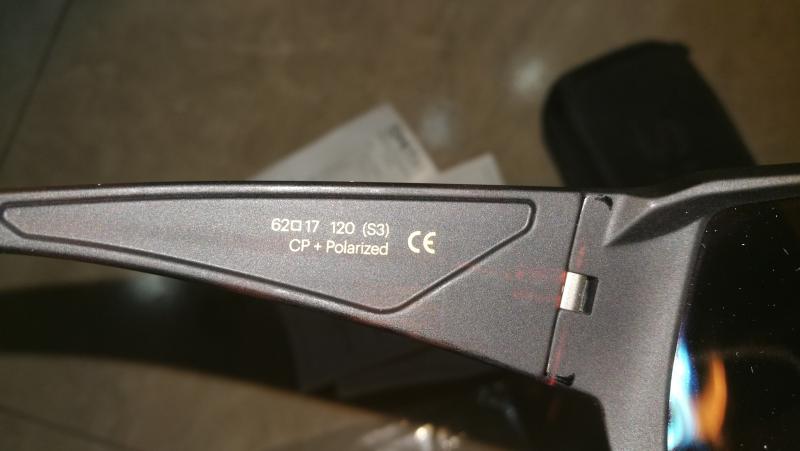 62□17 120 (S3)
CP + Polarized
CE